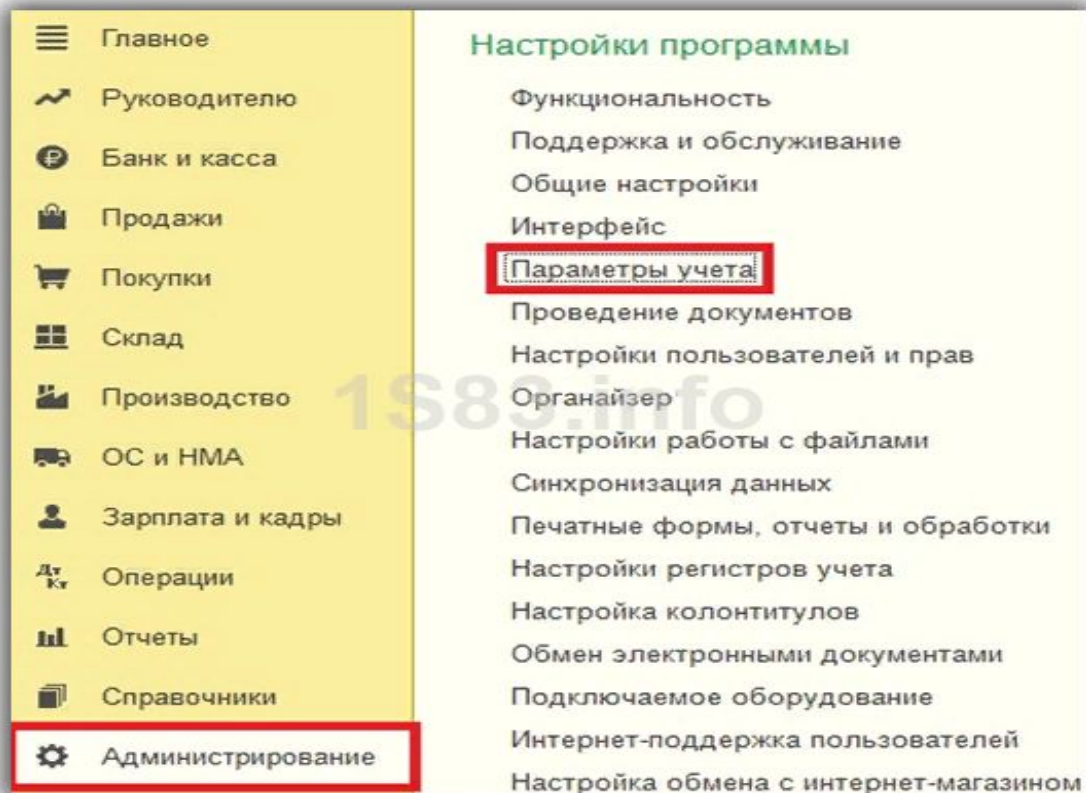 Главное
Руководителю
Банк и касса
Продажи
Покупки
Склад
Производство
ОС и НМА
Зарплата и кадры
Дт Кт Операции
Отчеты
Справочники
Администрирование
Настройки программы
Функциональность
Поддержка и обслуживание
Общие настройки
Интерфейс
Параметры учета
Проведение документов
Настройки пользователей и прав
Органайзер
Настройки работы с файлами
Синхронизация данных
Печатные формы, отчеты и обработки
Настройки регистров учета
Настройка колонтитулов
Обмен электронными документами
Подключаемое оборудование
Интернет-поддержка пользователей
Настройка обмена с интернет-магазином
1S83.info